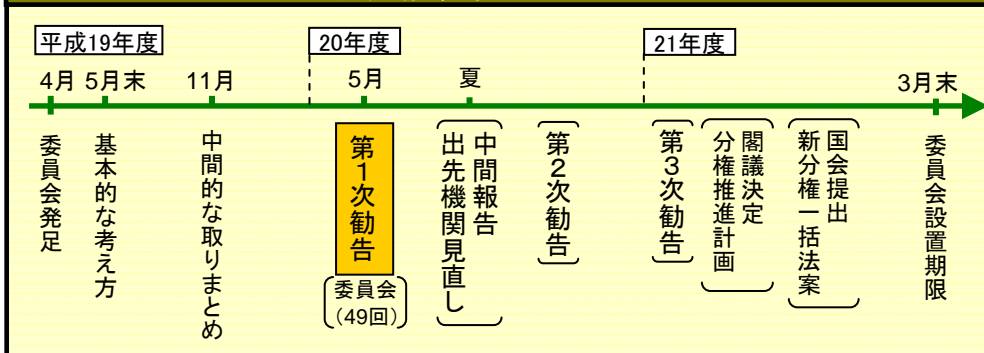 平成19年度
20年度
21年度
4月
5月末
11月
5月
夏
3月末
委員会発足
基本的な考え方
中間的な取りまとめ
第1次勧告
委員会
(49回)
中間報告
出先機関見直し
第2次勧告
第3次勧告
閣議決定
分権推進計画
国会提出
新分権一括法案
委員会設置期限